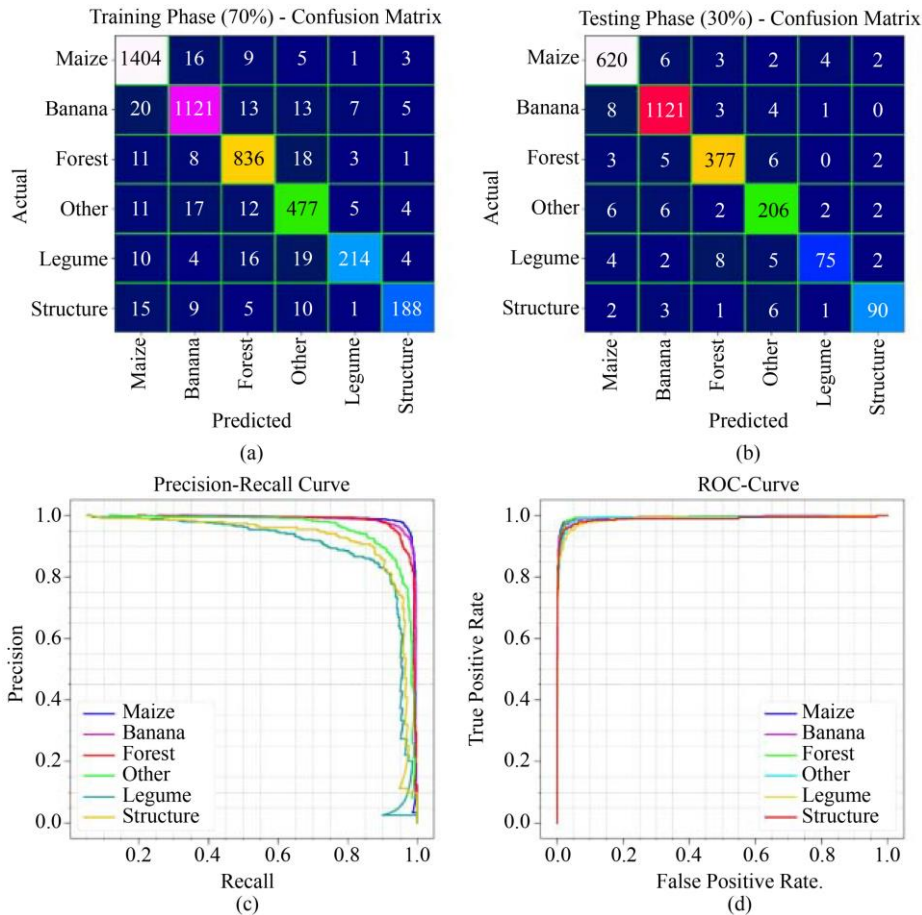 Training Phase (70%) - Confusion Matrix
Maize 1404 16 9 5 1 3
Banana 20 1121 13 13 7 5
Forest 11 8 836 18 3 1
Other 11 17 12 477 5 4
Legume 10 4 16 19 214 4
Structure 15 9 5 10 1 188
Actual
Maize Banana Forest Other Legume Structure
Predicted
(a)
Testing Phase (30%) - Confusion Matrix
Maize 620 6 3 2 4 2
Banana 8 1121 3 4 1 0
Forest 3 5 377 6 0 2
Other 6 6 2 206 2 2
Legume 4 2 8 5 75 2
Structure 2 3 1 6 1 90
Actual
Maize Banana Forest Other Legume Structure
Predicted
(b)
Precision-Recall Curve
1.0
0.8
0.6
0.4
0.2
0.0
Precision
Maize
Banana
Forest
Other
Legume
Structure
0.2 0.4 0.6 0.8 1.0
Recall
(c)
ROC-Curve
1.0
0.8
0.6
0.4
0.2
0.0
True Positive Rate
Maize
Banana
Forest
Other
Legume
Structure
0.0 0.2 0.4 0.6 0.8 1.0
False Positive Rate.
(d)